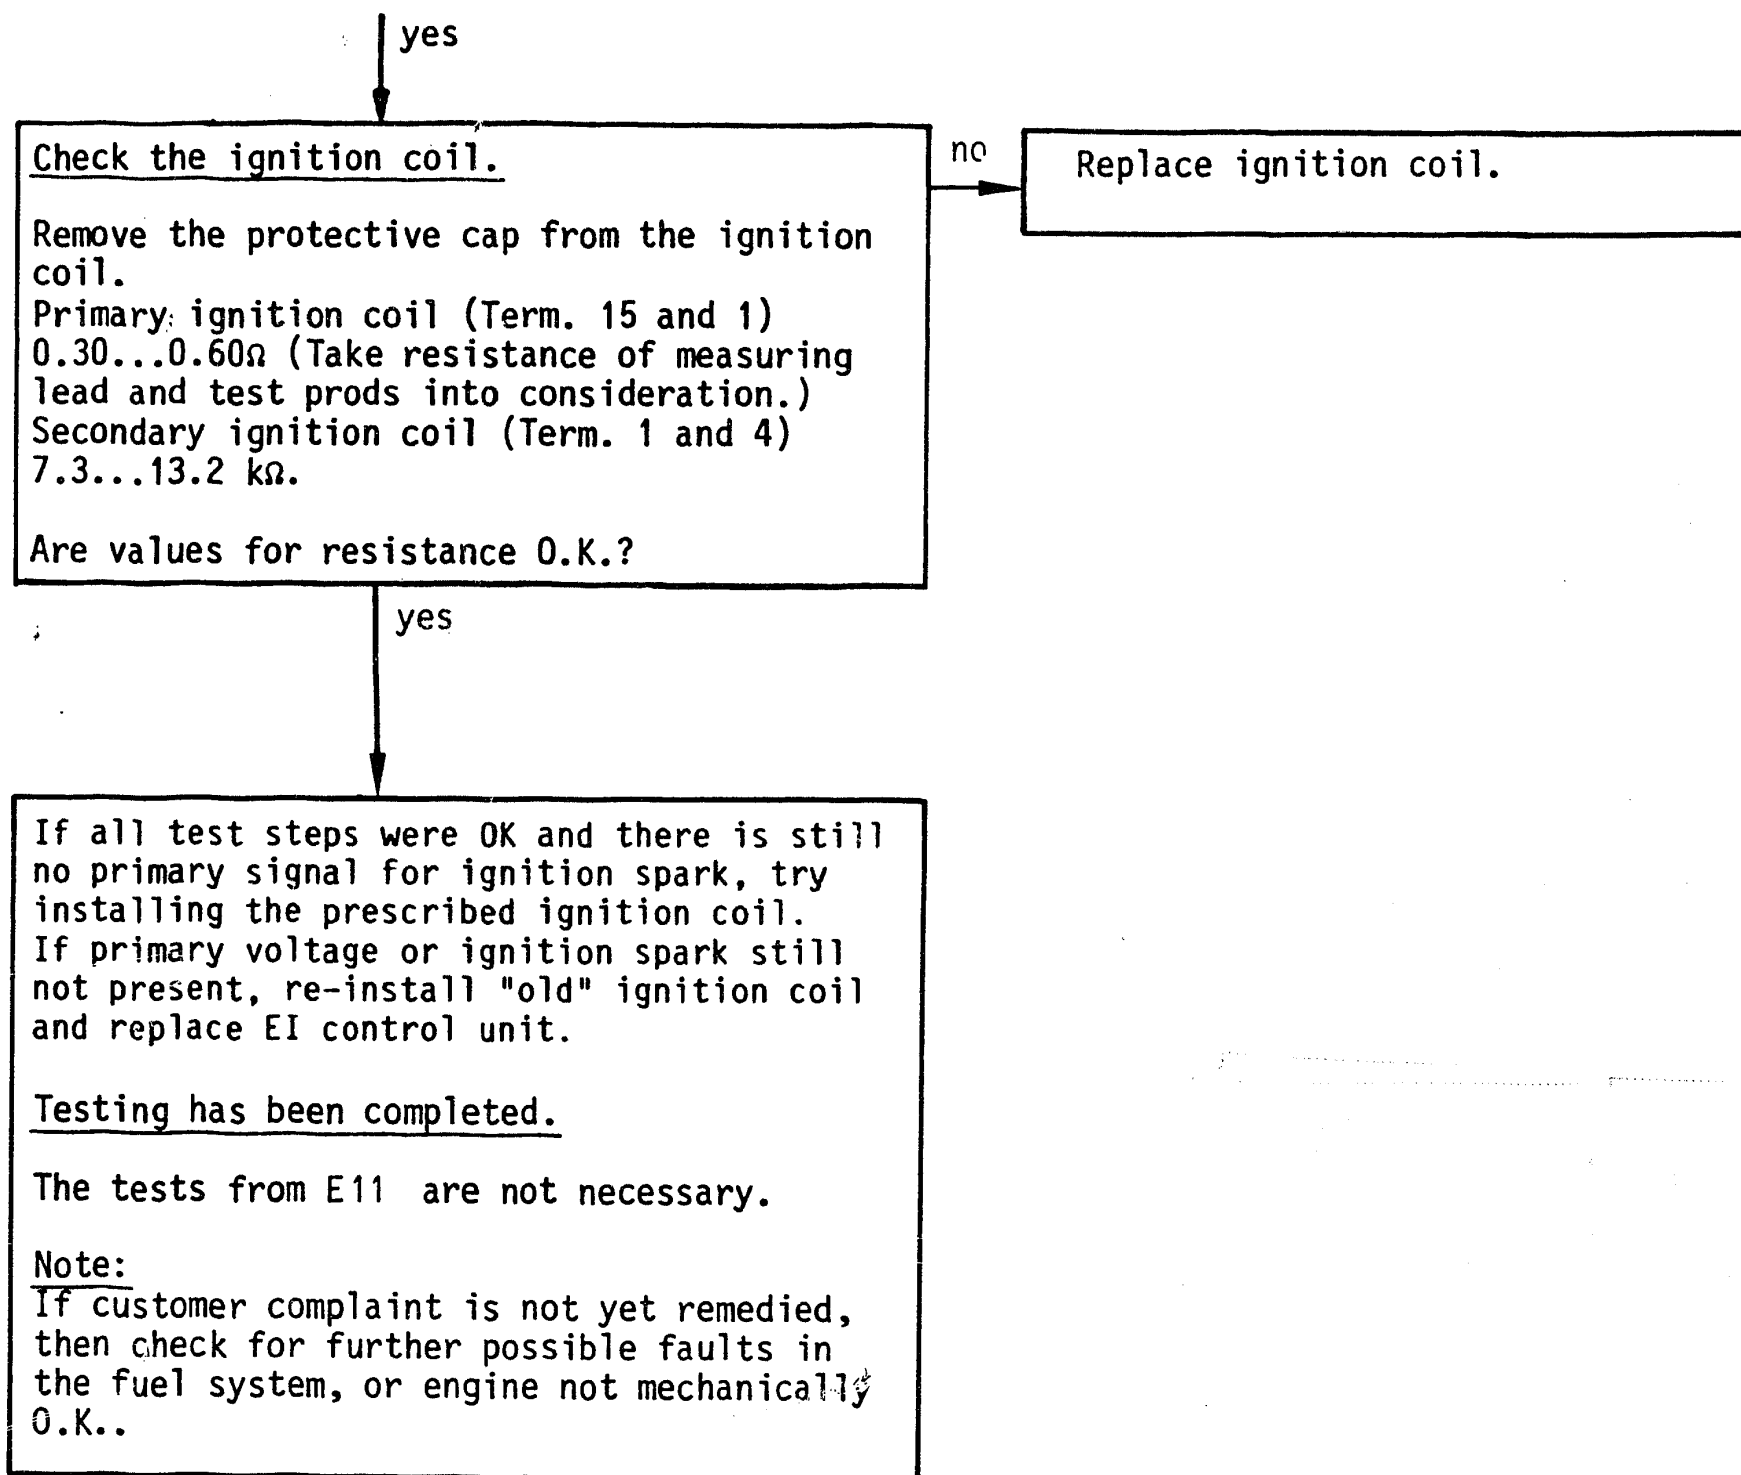 yes
Check the ignition coil.
Remove the protective cap from the ignition
coil.
Primary ignition coil (Term. 15 and 1)
0.30...0.60Ω (Take resistance of measuring
lead and test prods into consideration.)
Secondary ignition coil (Term. 1 and 4)
7.3...13.2 kΩ.
Are values for resistance O.K.?
no
Replace ignition coil.
yes
If all test steps were OK and there is still
no primary signal for ignition spark, try
installing the prescribed ignition coil.
If primary voltage or ignition spark still
not present, re-install "old" ignition coil
and replace EI control unit.
Testing has been completed.
The tests from E11 are not necessary.
Note:
If customer complaint is not yet remedied,
then check for further possible faults in
the fuel system, or engine not mechanically
O.K..